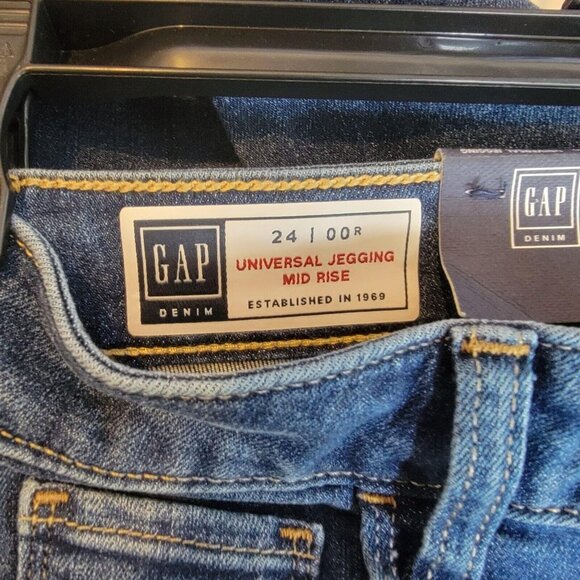 GAP
DENIM
24 | 00R
UNIVERSAL JEGGING
MID RISE
ESTABLISHED IN 1969
GAP
DENIM